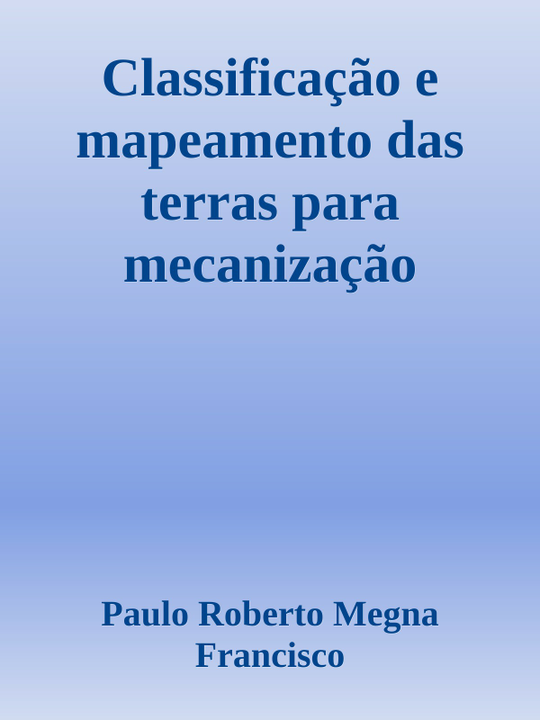 Classificação e
mapeamento das
terras para
mecanização
Paulo Roberto Megna
Francisco